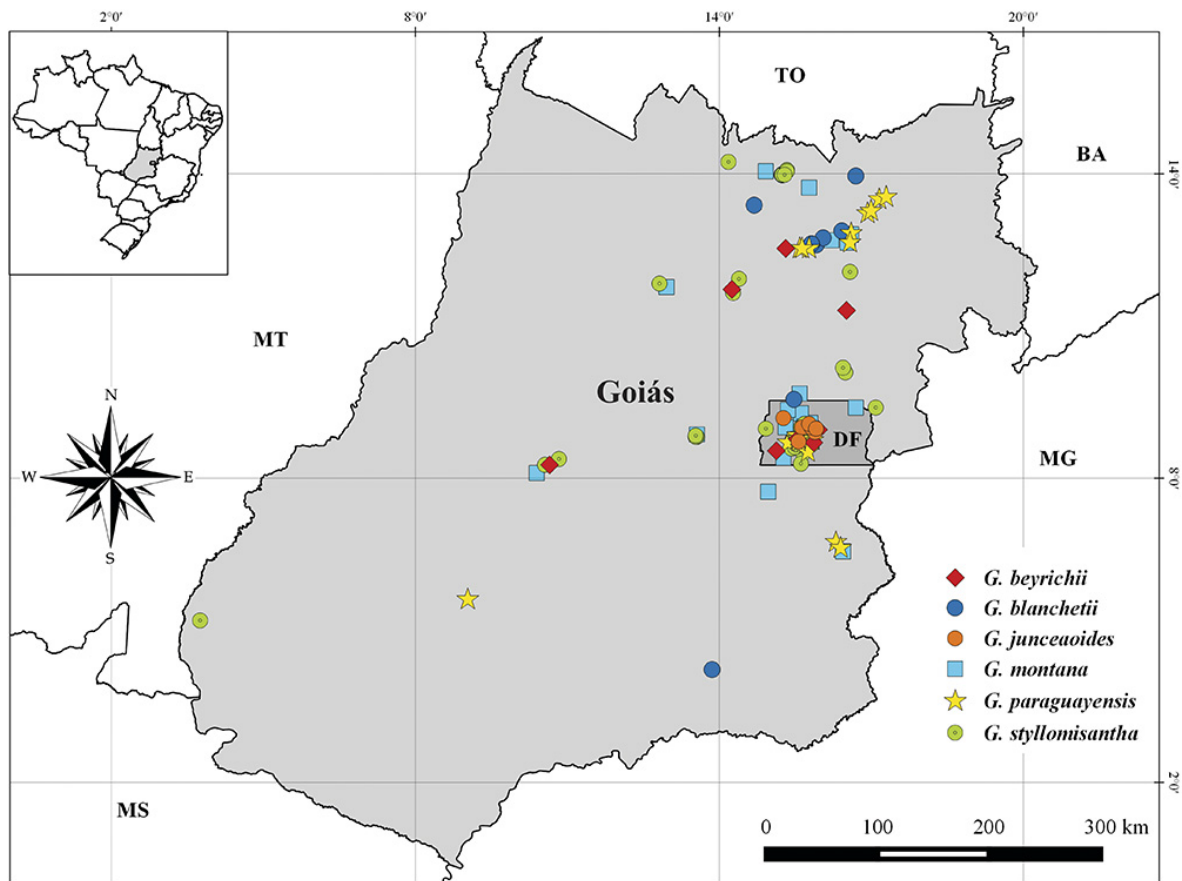 2°0' 8°0' 14°0' 20°0'
TO
BA
14°0'
MT
N
Goiás
W E
DF
MG
S
8°0'
G. beyrichii
G. blanchetii
G. junceaoides
G. montana
G. paraguayensis
G. styllomisantha
2°0'
MS
0 100 200 300 km